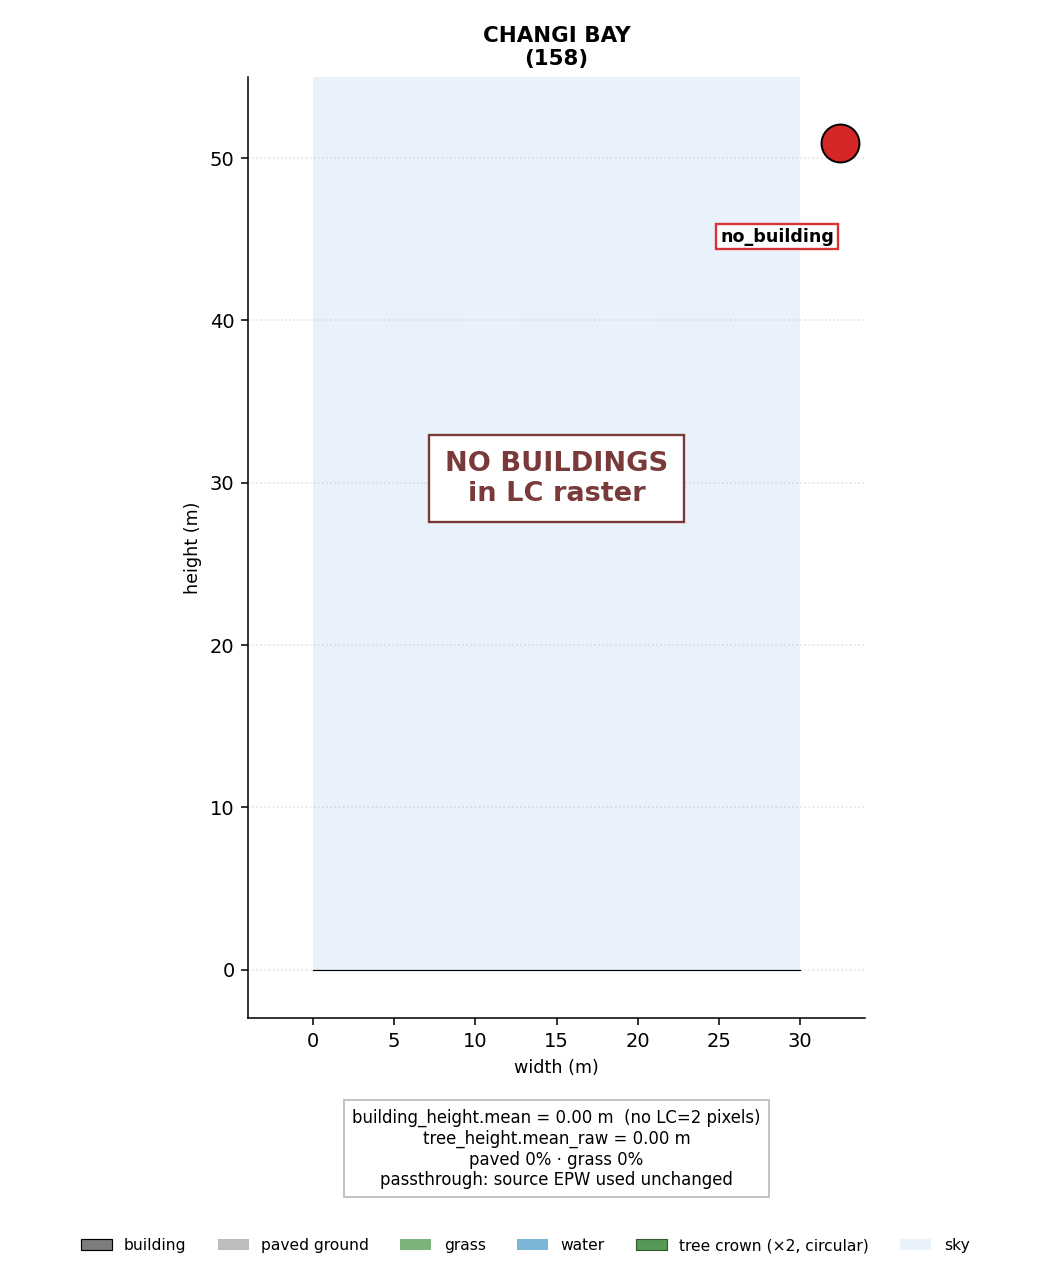 CHANGI BAY
(158)
50
no_building
40
NO BUILDINGS
30
in LC raster
height (m)
20
10
0
0 5 10 15 20 25 30
width (m)
building_height.mean = 0.00 m (no LC=2 pixels)
tree_height.mean_raw = 0.00 m
paved 0% · grass 0%
passthrough: source EPW used unchanged
building paved ground grass water tree crown (×2, circular) sky